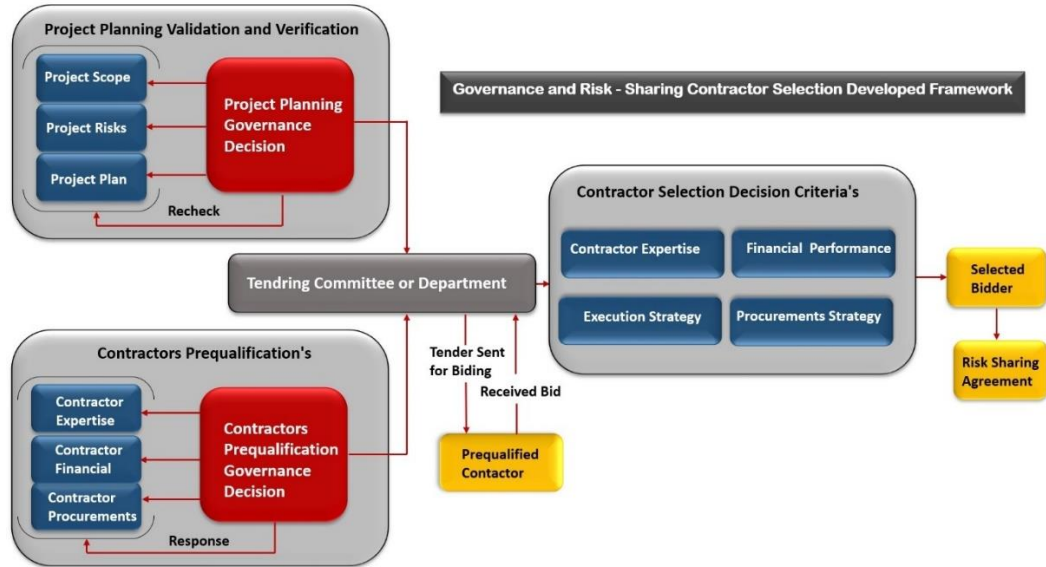 Project Planning Validation and Verification
Project Scope
Project Risks
Project Plan
Project Planning
Governance
Decision
Recheck
Governance and Risk - Sharing Contractor Selection Developed Framework
Tendring Committee or Department
Contractor Selection Decision Criteria's
Contractor Expertise
Financial Performance
Execution Strategy
Procurements Strategy
Selected
Bidder
Risk Sharing
Agreement
Tender Sent
for Biding
Received Bid
Prequalified
Contactor
Contractors Prequalification's
Contractor
Expertise
Contractor
Financial
Contractor
Procurements
Contractors
Prequalification
Governance
Decision
Response